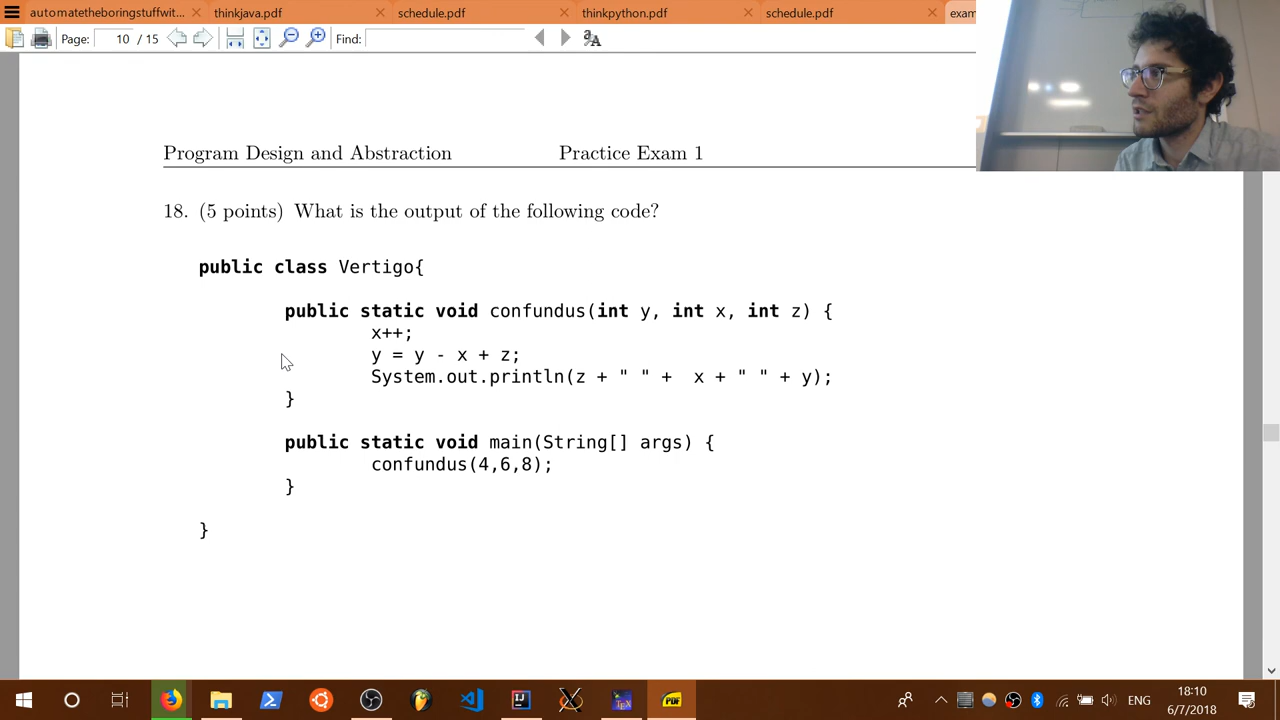 automatetheboringstuffwit...
thinkjava.pdf
schedule.pdf
thinkpython.pdf
schedule.pdf
exam
Page: 10 / 15
Find:
Program Design and Abstraction Practice Exam 1
18. (5 points) What is the output of the following code?
public class Vertigo{
public static void confundus(int y, int x, int z) {
x++;
y = y - x + z;
System.out.println(z + " " + x + " " + y);
}
public static void main(String[] args) {
confundus(4,6,8);
}
}
ENG
18:10
6/7/2018